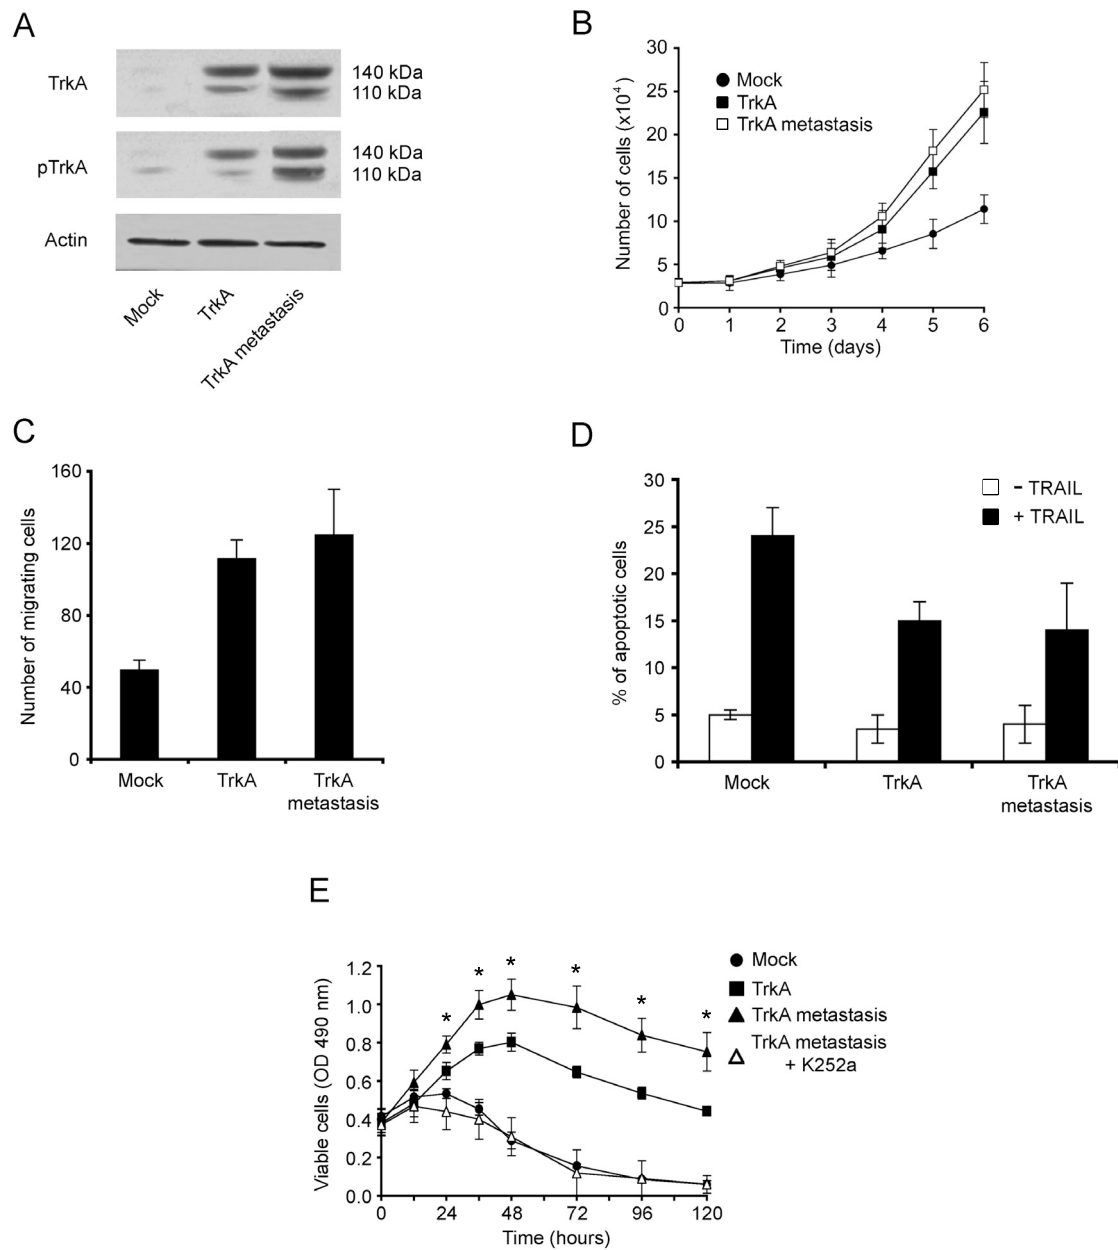 A
TrkA
140 kDa
110 kDa
pTrkA
140 kDa
110 kDa
Actin
Mock
TrkA
TrkA metastasis
B
Number of cells (x10⁴)
30
25
20
15
10
5
0
Mock
TrkA
TrkA metastasis
0 1 2 3 4 5 6
Time (days)
C
Number of migrating cells
160
120
80
40
0
Mock TrkA TrkA
metastasis
D
% of apoptotic cells
30
25
20
15
10
5
0
- TRAIL
+ TRAIL
Mock TrkA TrkA
metastasis
E
Viable cells (OD 490 nm)
1.2
1.0
0.8
0.6
0.4
0.2
0.0
* * * * * *
Mock
TrkA
TrkA metastasis
TrkA metastasis
+ K252a
0 24 48 72 96 120
Time (hours)